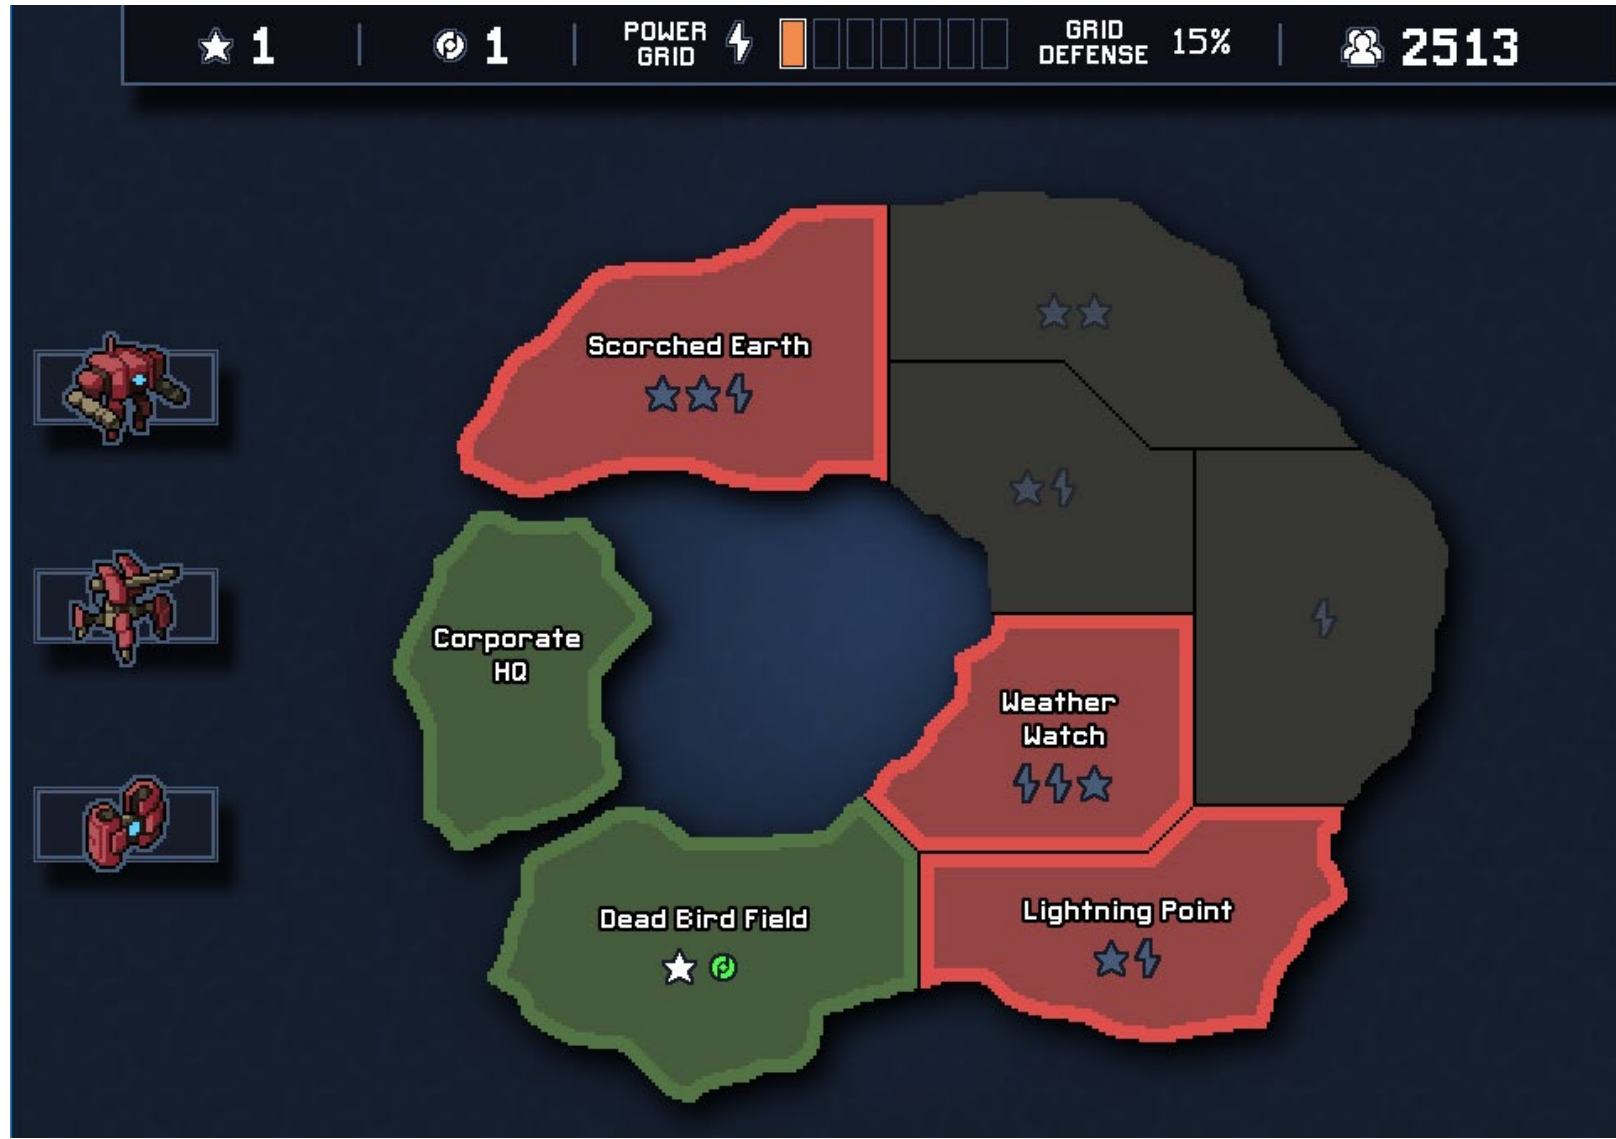 1
1
POWER
GRID
GRID
DEFENSE
15%
2513
Scorched Earth
Corporate
HQ
Weather
Watch
Dead Bird Field
Lightning Point